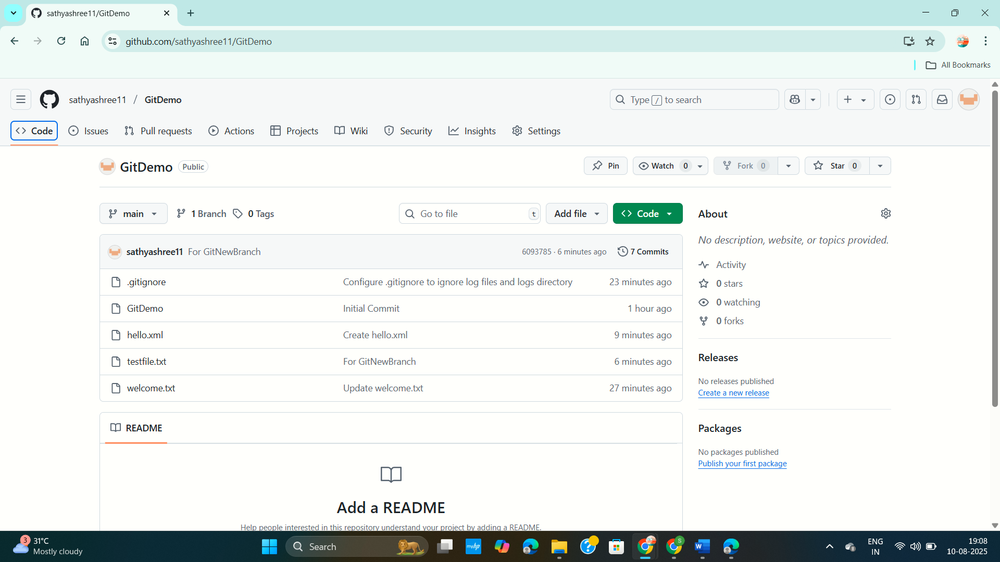 sathyashree11/GitDemo
github.com/sathyashree11/GitDemo
All Bookmarks
sathyashree11 / GitDemo
Type / to search
Code Issues Pull requests Actions Projects Wiki Security Insights Settings
GitDemo Public
Pin Watch 0 Fork 0 Star 0
main 1 Branch 0 Tags Go to file t Add file Code
sathyashree11 For GitNewBranch 6093785 · 6 minutes ago 7 Commits
.gitignore Configure .gitignore to ignore log files and logs directory 23 minutes ago
GitDemo Initial Commit 1 hour ago
hello.xml Create hello.xml 9 minutes ago
testfile.txt For GitNewBranch 6 minutes ago
welcome.txt Update welcome.txt 27 minutes ago
README
Add a README
Help people interested in this repository understand your project by adding a README.
About
No description, website, or topics provided.
Activity
0 stars
0 watching
0 forks
Releases
No releases published
Create a new release
Packages
No packages published
Publish your first package
3
31°C
Mostly cloudy
Search
myhp
S
W
ENG
IN
19:08
10-08-2025